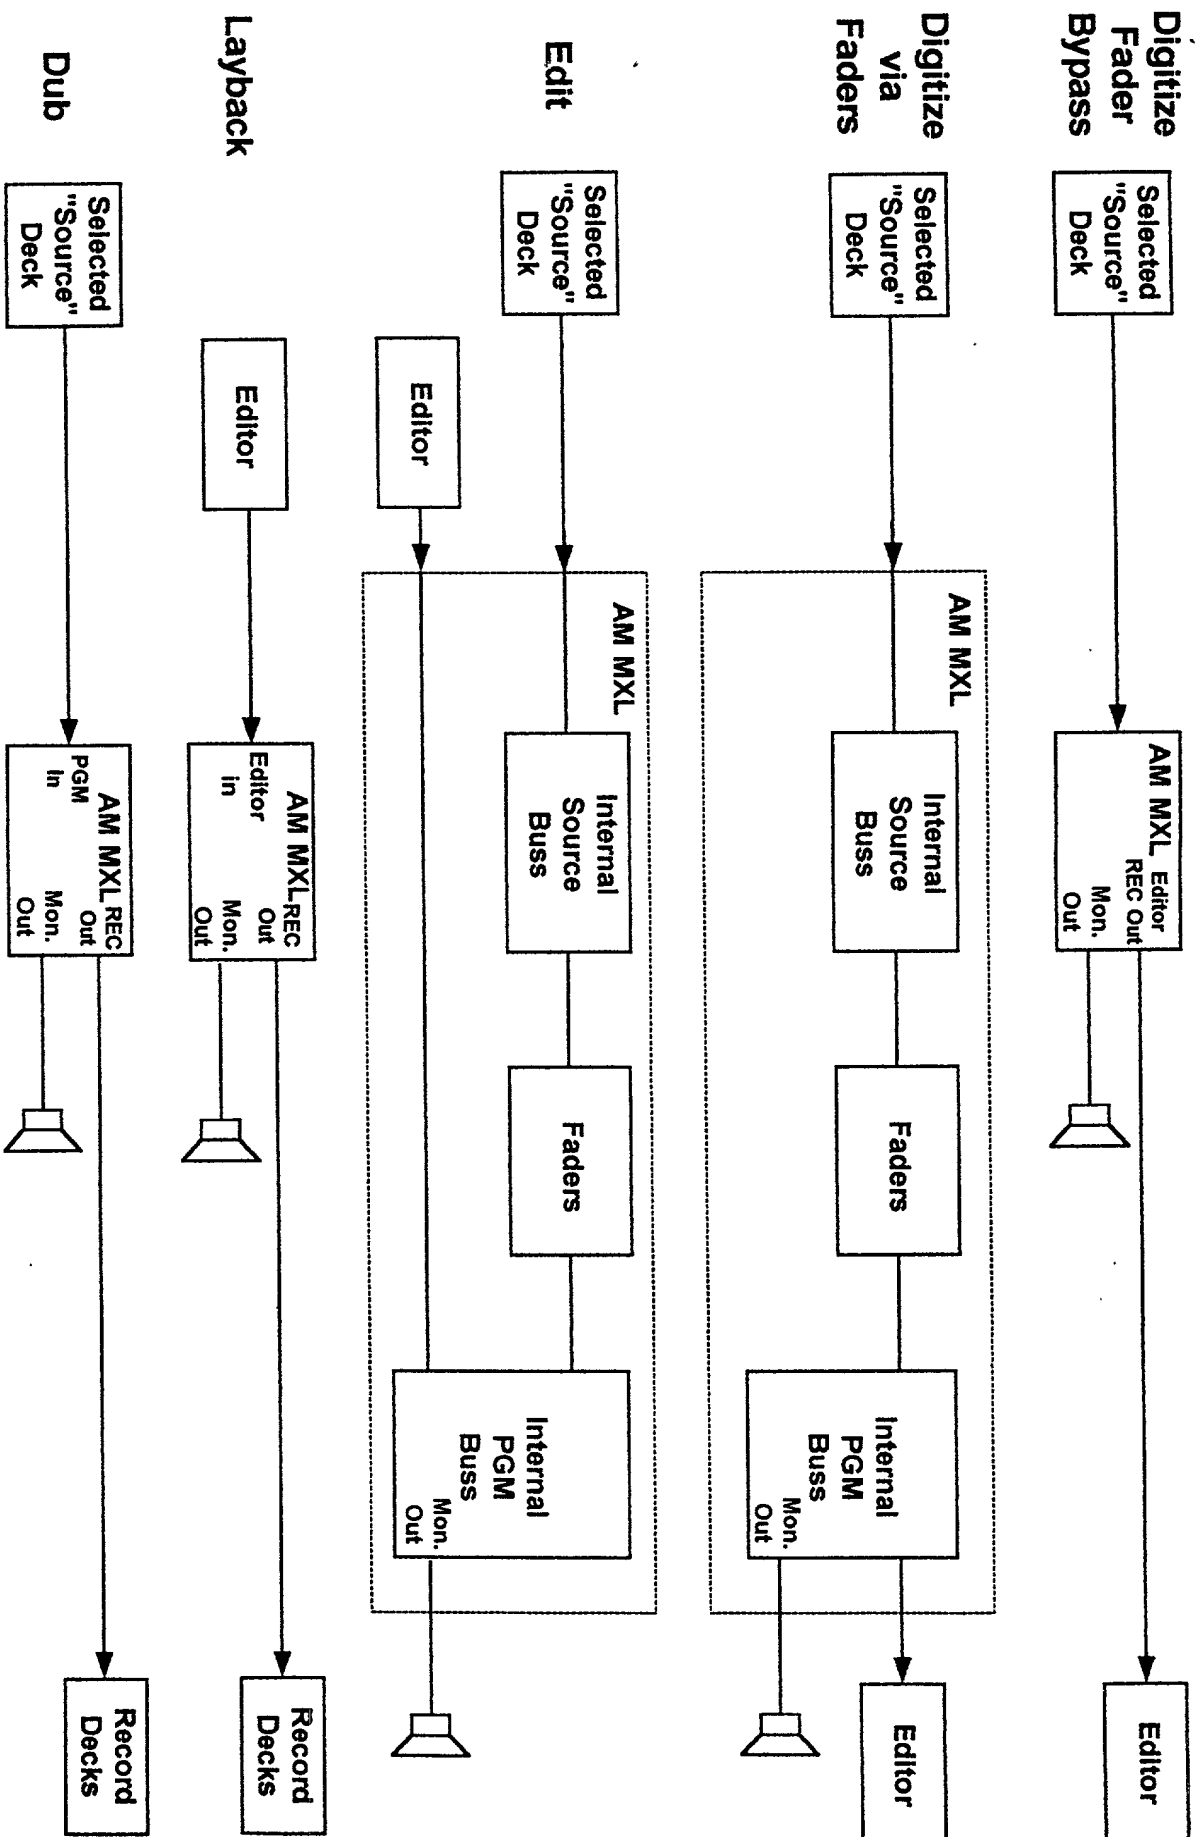 Digitize
Fader
Bypass
Selected
"Source"
Deck
AM MXL
Editor
REC Out
Mon.
Out
Editor
Digitize
via
Faders
Selected
"Source"
Deck
AM MXL
Internal
Source
Buss
Faders
Internal
PGM
Buss
Mon.
Out
Editor
Edit
Selected
"Source"
Deck
Editor
AM MXL
Internal
Source
Buss
Faders
Internal
PGM
Buss
Mon.
Out
Layback
Editor
AM MXL
REC
Out
Editor
in
Mon.
Out
Record
Decks
Dub
Selected
"Source"
Deck
AM MXL
REC
Out
PGM
In
Mon.
Out
Record
Decks